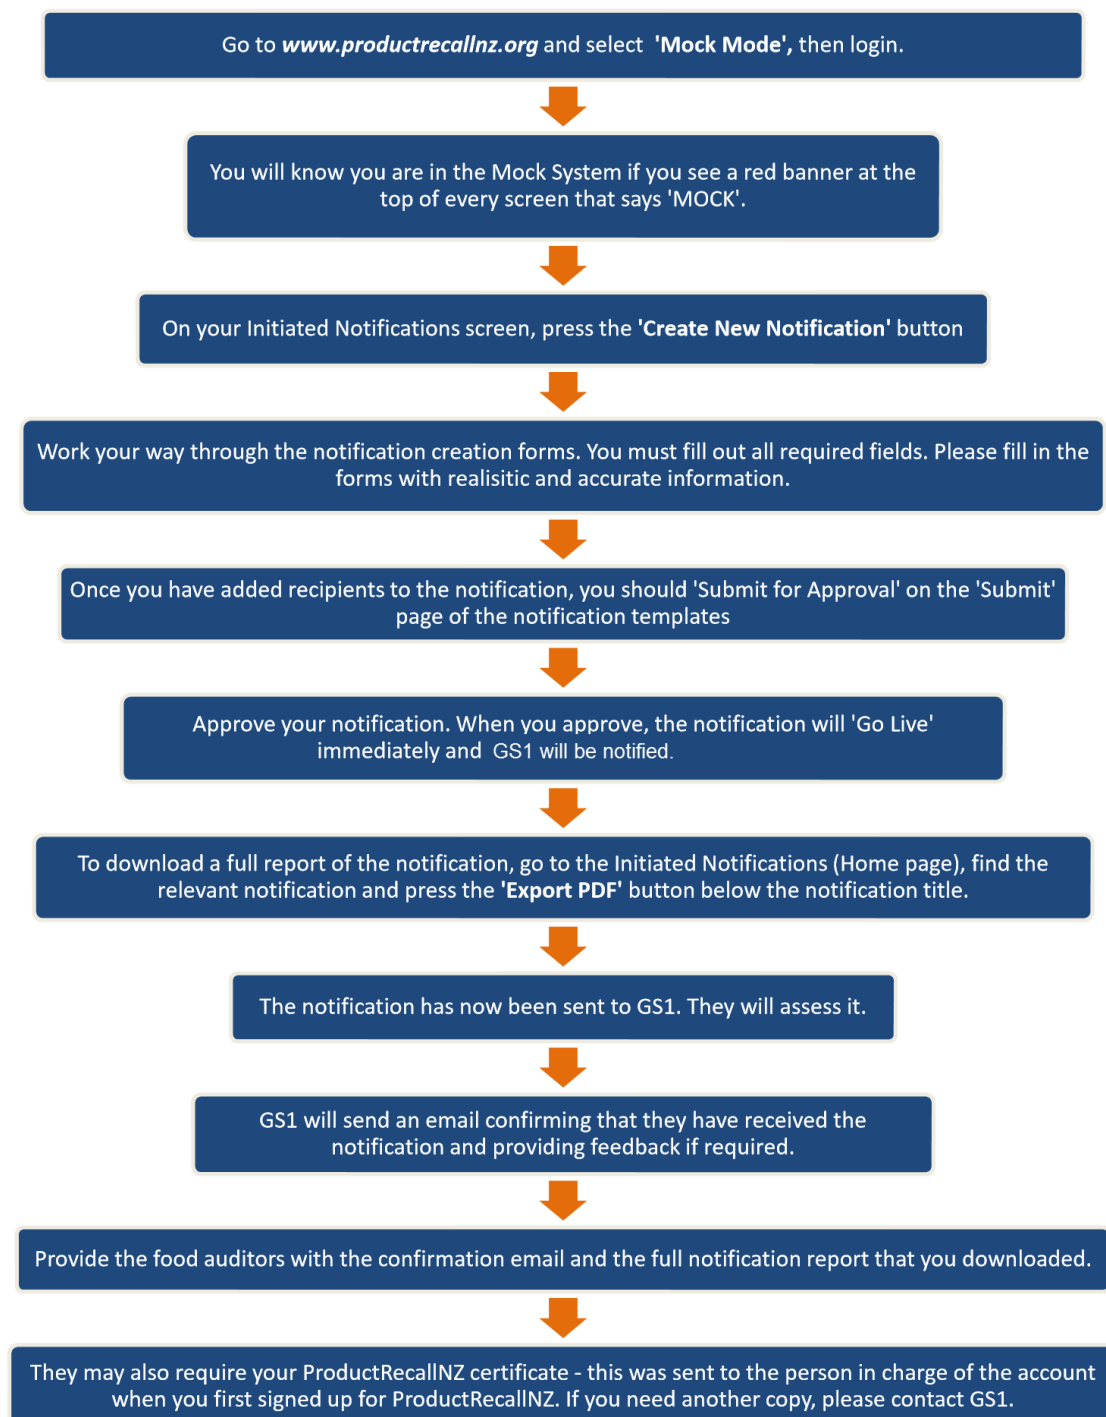 Go to www.productrecallnz.org and select 'Mock Mode', then login.
You will know you are in the Mock System if you see a red banner at the
top of every screen that says 'MOCK'.
On your Initiated Notifications screen, press the 'Create New Notification' button
Work your way through the notification creation forms. You must fill out all required fields. Please fill in the
forms with realisitic and accurate information.
Once you have added recipients to the notification, you should 'Submit for Approval' on the 'Submit'
page of the notification templates
Approve your notification. When you approve, the notification will 'Go Live'
immediately and GS1 will be notified.
To download a full report of the notification, go to the Initiated Notifications (Home page), find the
relevant notification and press the 'Export PDF' button below the notification title.
The notification has now been sent to GS1. They will assess it.
GS1 will send an email confirming that they have received the
notification and providing feedback if required.
Provide the food auditors with the confirmation email and the full notification report that you downloaded.
They may also require your ProductRecallNZ certificate - this was sent to the person in charge of the account
when you first signed up for ProductRecallNZ. If you need another copy, please contact GS1.